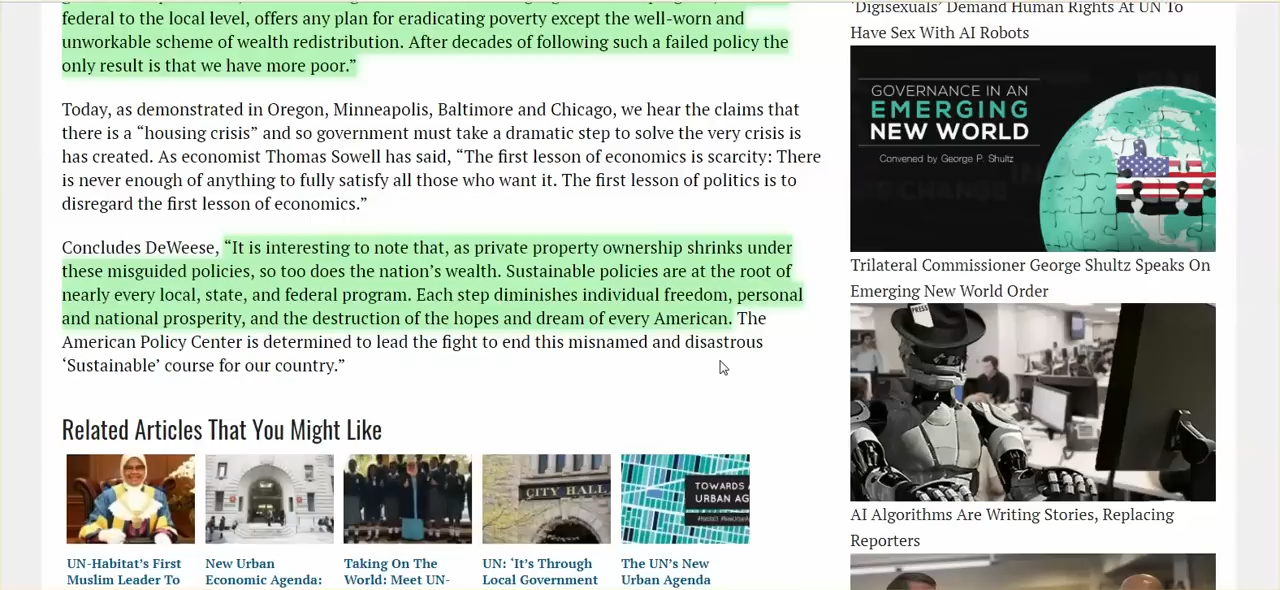 federal to the local level, offers any plan for eradicating poverty except the well-worn and
unworkable scheme of wealth redistribution. After decades of following such a failed policy the
only result is that we have more poor.”
Today, as demonstrated in Oregon, Minneapolis, Baltimore and Chicago, we hear the claims that
there is a “housing crisis” and so government must take a dramatic step to solve the very crisis is
has created. As economist Thomas Sowell has said, “The first lesson of economics is scarcity: There
is never enough of anything to fully satisfy all those who want it. The first lesson of politics is to
disregard the first lesson of economics.”
Concludes DeWeese, “It is interesting to note that, as private property ownership shrinks under
these misguided policies, so too does the nation’s wealth. Sustainable policies are at the root of
nearly every local, state, and federal program. Each step diminishes individual freedom, personal
and national prosperity, and the destruction of the hopes and dream of every American. The
American Policy Center is determined to lead the fight to end this misnamed and disastrous
‘Sustainable’ course for our country.”
Related Articles That You Might Like
CITY HALL
TOWARDS A
URBAN AG
UN-Habitat’s First
Muslim Leader To
New Urban
Economic Agenda:
Taking On The
World: Meet UN-
UN: ‘It’s Through
Local Government
The UN’s New
Urban Agenda
‘Digisexuals’ Demand Human Rights At UN To
Have Sex With AI Robots
GOVERNANCE IN AN
EMERGING
NEW WORLD
Convened by George P. Shultz
Trilateral Commissioner George Shultz Speaks On
Emerging New World Order
PRESS
AI Algorithms Are Writing Stories, Replacing
Reporters